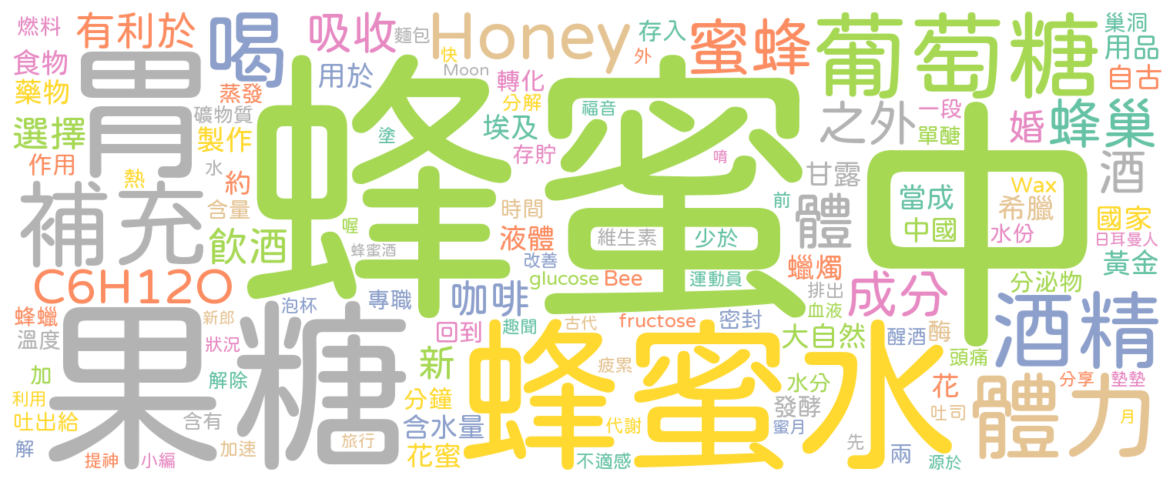 燃料
有利於
喝
吸收
麵包
Honey
存入
蜜蜂
葡萄糖
巢洞
用品
自古
食物
胃
用於
快
Moon
外
轉化
藥物
蒸發
礦物質
分解
福音
之外
一段
單醣
婚
蜂巢
選擇
製作
塗
埃及
蜂蜜
中
作用
熱
水
存貯
唷
甘露
酒
補充
約
含量
喔
時間
前
體
當成
Wax
希臘
國家
飲酒
蜂蜜酒
液體
維生素
少於
中國
水份
日耳曼人
改善
C6H12O
泡杯
專職
咖啡
glucose
Bee
運動員
蠟燭
排出
成分
分泌物
黃金
蜂蠟
新郎
回到
趣聞
古代
fructose
密封
血液
酒精
溫度
狀況
果糖
新
蜂蜜水
疲累
大自然
醒酒
酶
頭痛
加
解除
水分
花
分享
墊墊
利用
分鐘
體力
吐出給
含有
含水量
代謝
發酵
蜜月
吐司
月
解
加速
旅行
花蜜
先
兩
提神
小編
不適感
源於